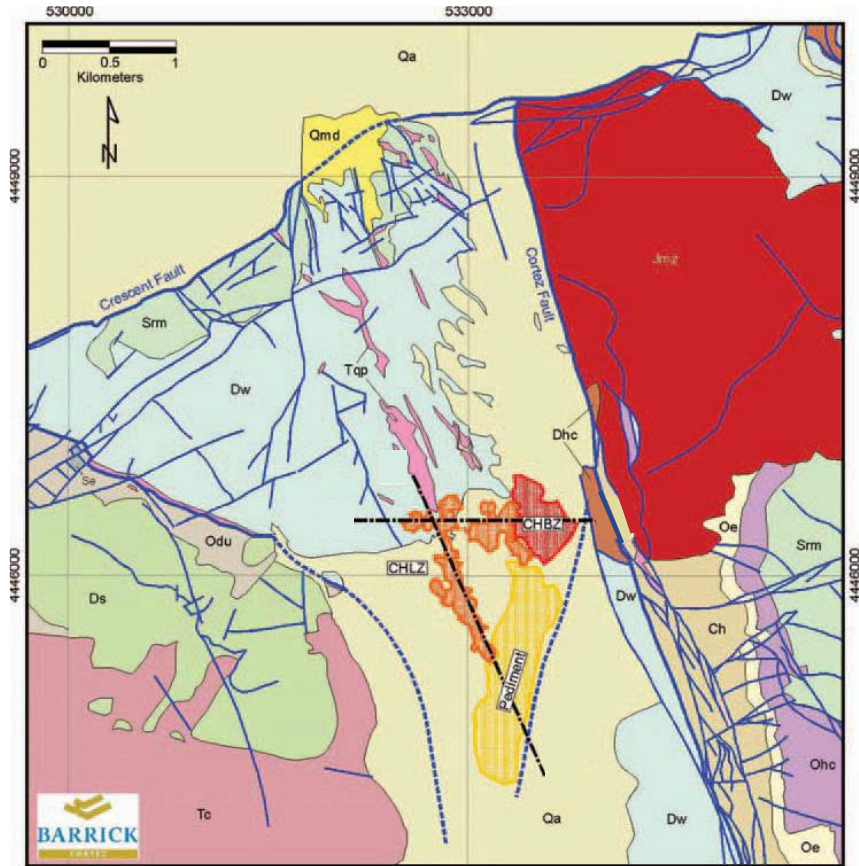 530000
533000
0 0.5 1
Kilometers
N
Qa
Dw
Qmd
4449000
4449000
Jmg
Crescent Fault
Cortez Fault
Srm
Tqp
Dw
Dhc
Se
CHBZ
Oe
Odu
Srm
4446000
CHLZ
4446000
Ds
Dw
Ch
Pediment
Ohc
BARRICK
CORTEZ
Tc
Qa
Dw
Oe